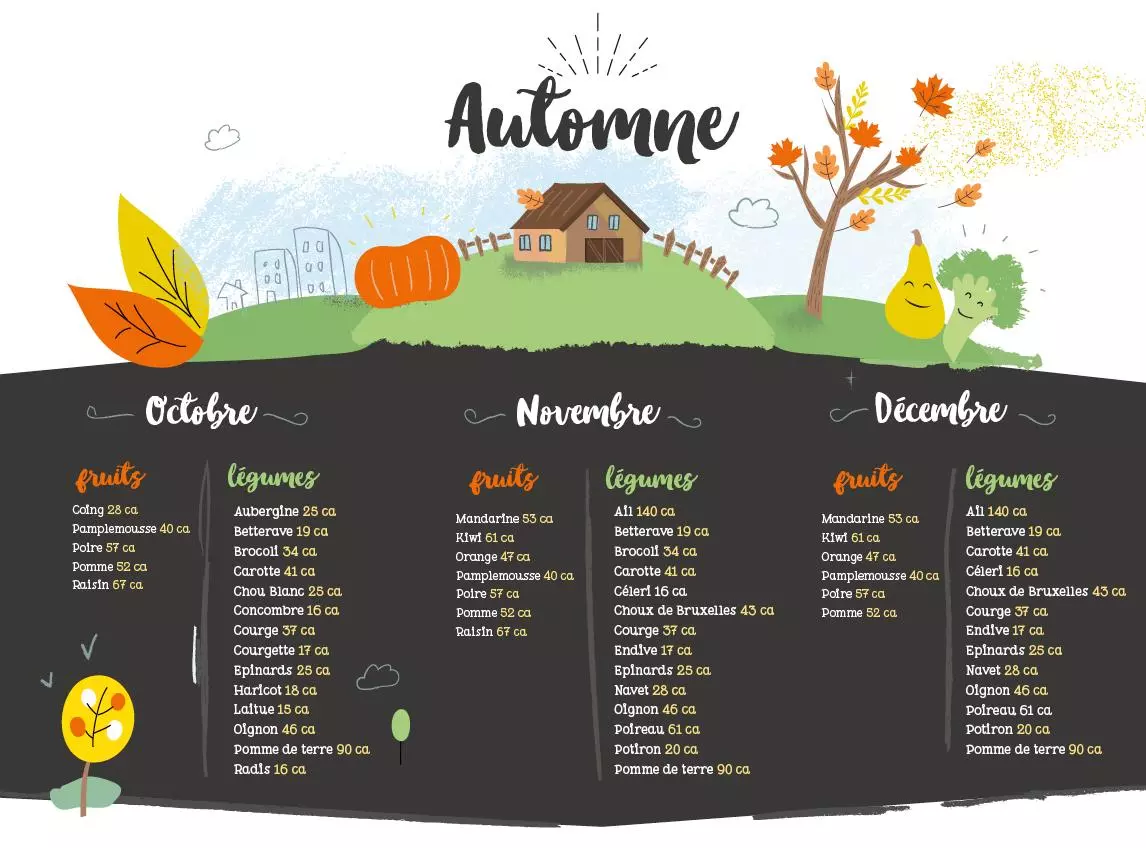 Automne
Octobre
fruits
Coing 28 ca
Pamplemousse 40 ca
Poire 57 ca
Pomme 52 ca
Raisin 67 ca
légumes
Aubergine 25 ca
Betterave 19 ca
Brocoli 34 ca
Carotte 41 ca
Chou Blanc 25 ca
Concombre 16 ca
Courge 37 ca
Courgette 17 ca
Epinards 25 ca
Haricot 18 ca
Laitue 15 ca
Oignon 46 ca
Pomme de terre 90 ca
Radis 16 ca
Novembre
fruits
Mandarine 53 ca
Kiwi 61 ca
Orange 47 ca
Pamplemousse 40 ca
Poire 57 ca
Pomme 52 ca
Raisin 67 ca
légumes
Ail 140 ca
Betterave 19 ca
Brocoli 34 ca
Carotte 41 ca
Céleri 16 ca
Choux de Bruxelles 43 ca
Courge 37 ca
Endive 17 ca
Epinards 25 ca
Navet 28 ca
Oignon 46 ca
Poireau 61 ca
Potiron 20 ca
Pomme de terre 90 ca
Décembre
fruits
Mandarine 53 ca
Kiwi 61 ca
Orange 47 ca
Pamplemousse 40 ca
Poire 57 ca
Pomme 52 ca
légumes
Ail 140 ca
Betterave 19 ca
Carotte 41 ca
Céleri 16 ca
Choux de Bruxelles 43 ca
Courge 37 ca
Endive 17 ca
Epinards 25 ca
Navet 28 ca
Oignon 46 ca
Poireau 61 ca
Potiron 20 ca
Pomme de terre 90 ca